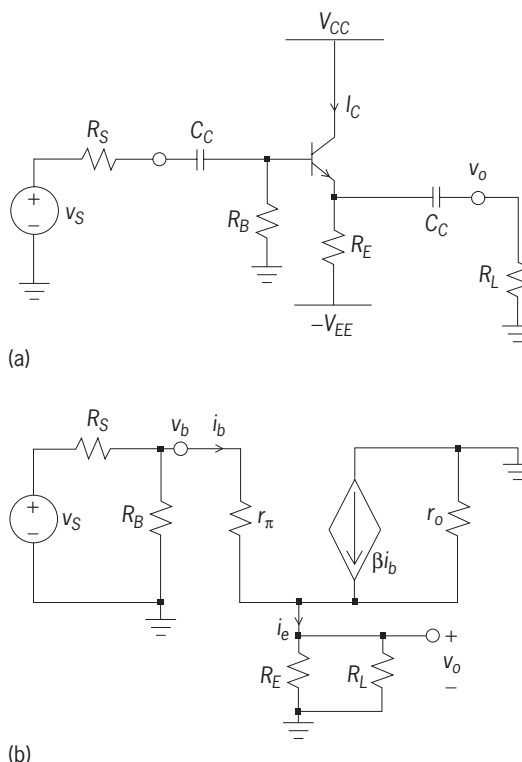 V_CC
I_C
R_S
C_C
v_o
+
−
v_S
R_B
R_E
C_C
R_L
−V_EE
(a)
R_S
v_b
i_b
+
−
v_S
R_B
r_π
βi_b
r_o
i_e
+
R_E
R_L
v_o
−
(b)